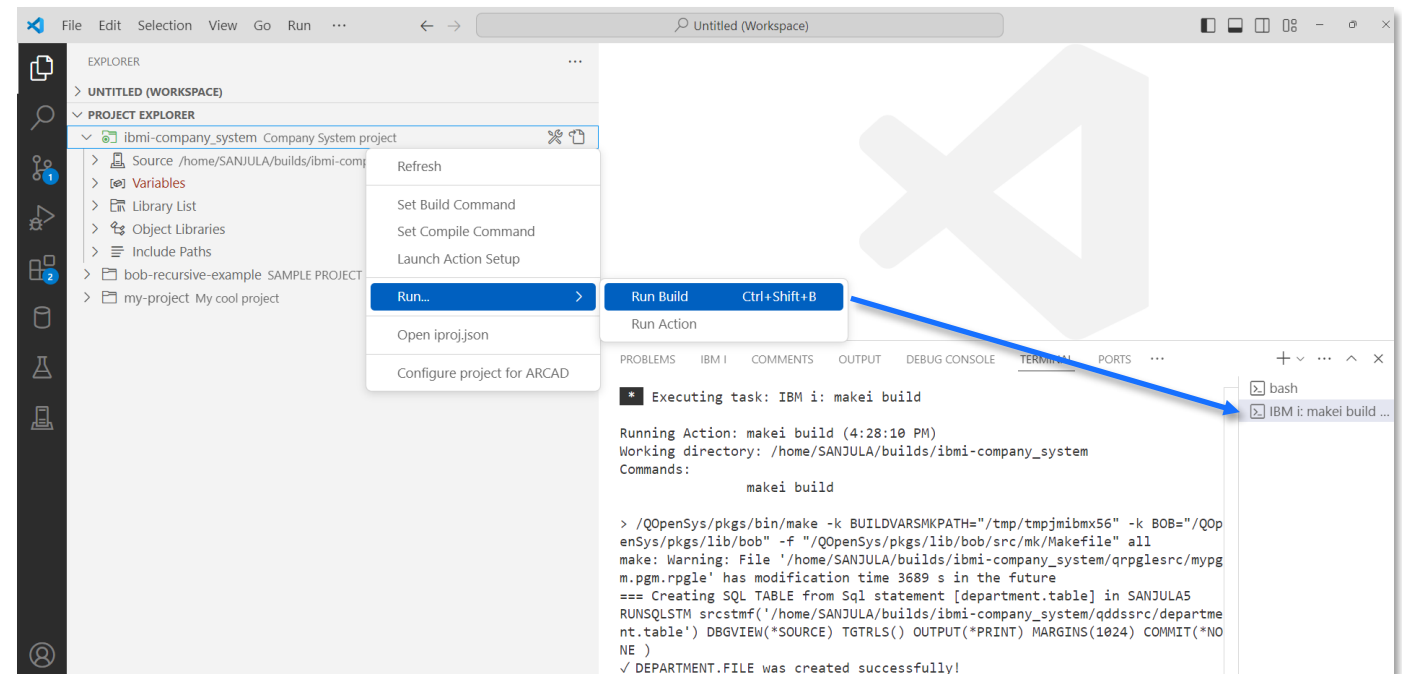 File Edit Selection View Go Run ··· Untitled (Workspace)
EXPLORER
UNTITLED (WORKSPACE)
PROJECT EXPLORER
ibmi-company_system Company System project
Source /home/SANJULA/builds/ibmi-comp
Variables
Library List
Object Libraries
Include Paths
bob-recursive-example SAMPLE PROJECT
my-project My cool project
1
2
Refresh
Set Build Command
Set Compile Command
Launch Action Setup
Run...
Open iproj.json
Configure project for ARCAD
Run Build Ctrl+Shift+B
Run Action
PROBLEMS IBM I COMMENTS OUTPUT DEBUG CONSOLE TERMINAL PORTS ···
bash
IBM i: makei build ...
* Executing task: IBM i: makei build
Running Action: makei build (4:28:10 PM)
Working directory: /home/SANJULA/builds/ibmi-company_system
Commands:
makei build
> /QOpenSys/pkgs/bin/make -k BUILDVARSMKPATH="/tmp/tmpjmibmx56" -k BOB="/QOp
enSys/pkgs/lib/bob" -f "/QOpenSys/pkgs/lib/bob/src/mk/Makefile" all
make: Warning: File '/home/SANJULA/builds/ibmi-company_system/qrpglesrc/mypg
m.pgm.rpgle' has modification time 3689 s in the future
=== Creating SQL TABLE from Sql statement [department.table] in SANJULA5
RUNSQLSTM srcstmf('/home/SANJULA/builds/ibmi-company_system/qddssrc/departme
nt.table') DBGVIEW(*SOURCE) TGTRLS() OUTPUT(*PRINT) MARGINS(1024) COMMIT(*NO
NE )
✓ DEPARTMENT.FILE was created successfully!